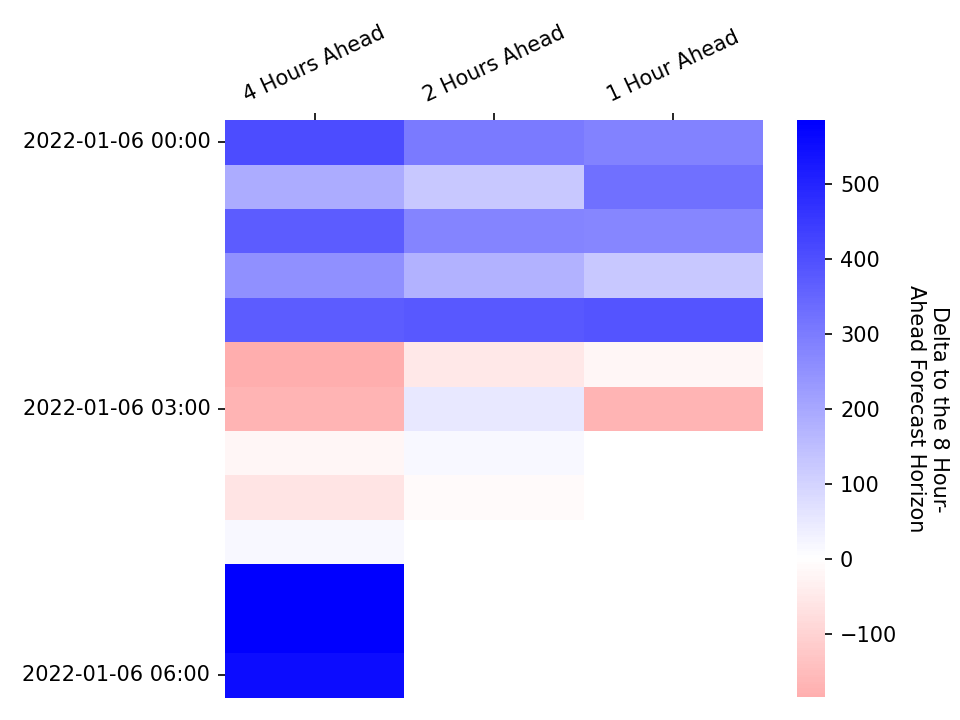 4 Hours Ahead
2 Hours Ahead
1 Hour Ahead
2022-01-06 00:00
2022-01-06 03:00
2022-01-06 06:00
500
400
300
200
100
0
−100
Delta to the 8 Hour-
Ahead Forecast Horizon